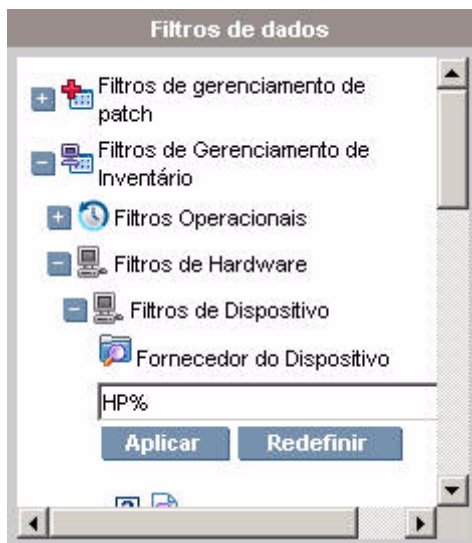 Filtros de dados
Filtros de gerenciamento de
patch
Filtros de Gerenciamento de
Inventário
Filtros Operacionais
Filtros de Hardware
Filtros de Dispositivo
Fornecedor do Dispositivo
HP%
Aplicar Redefinir